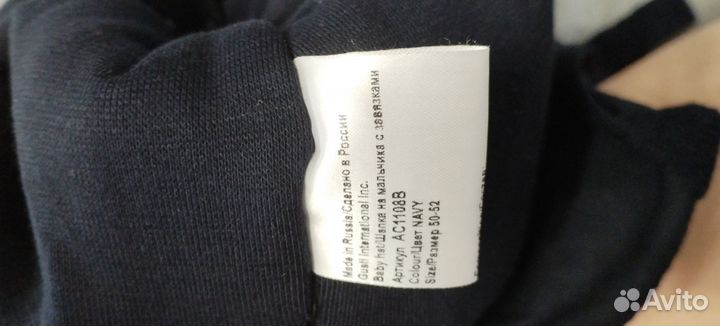 Made in Russia/Сделано в России
Gusti International Inc.
Baby hat/Шапка на мальчика с завязками
Артикул AC1108B
Colour/Цвет NAVY
Size/Размер 50-52
Avito